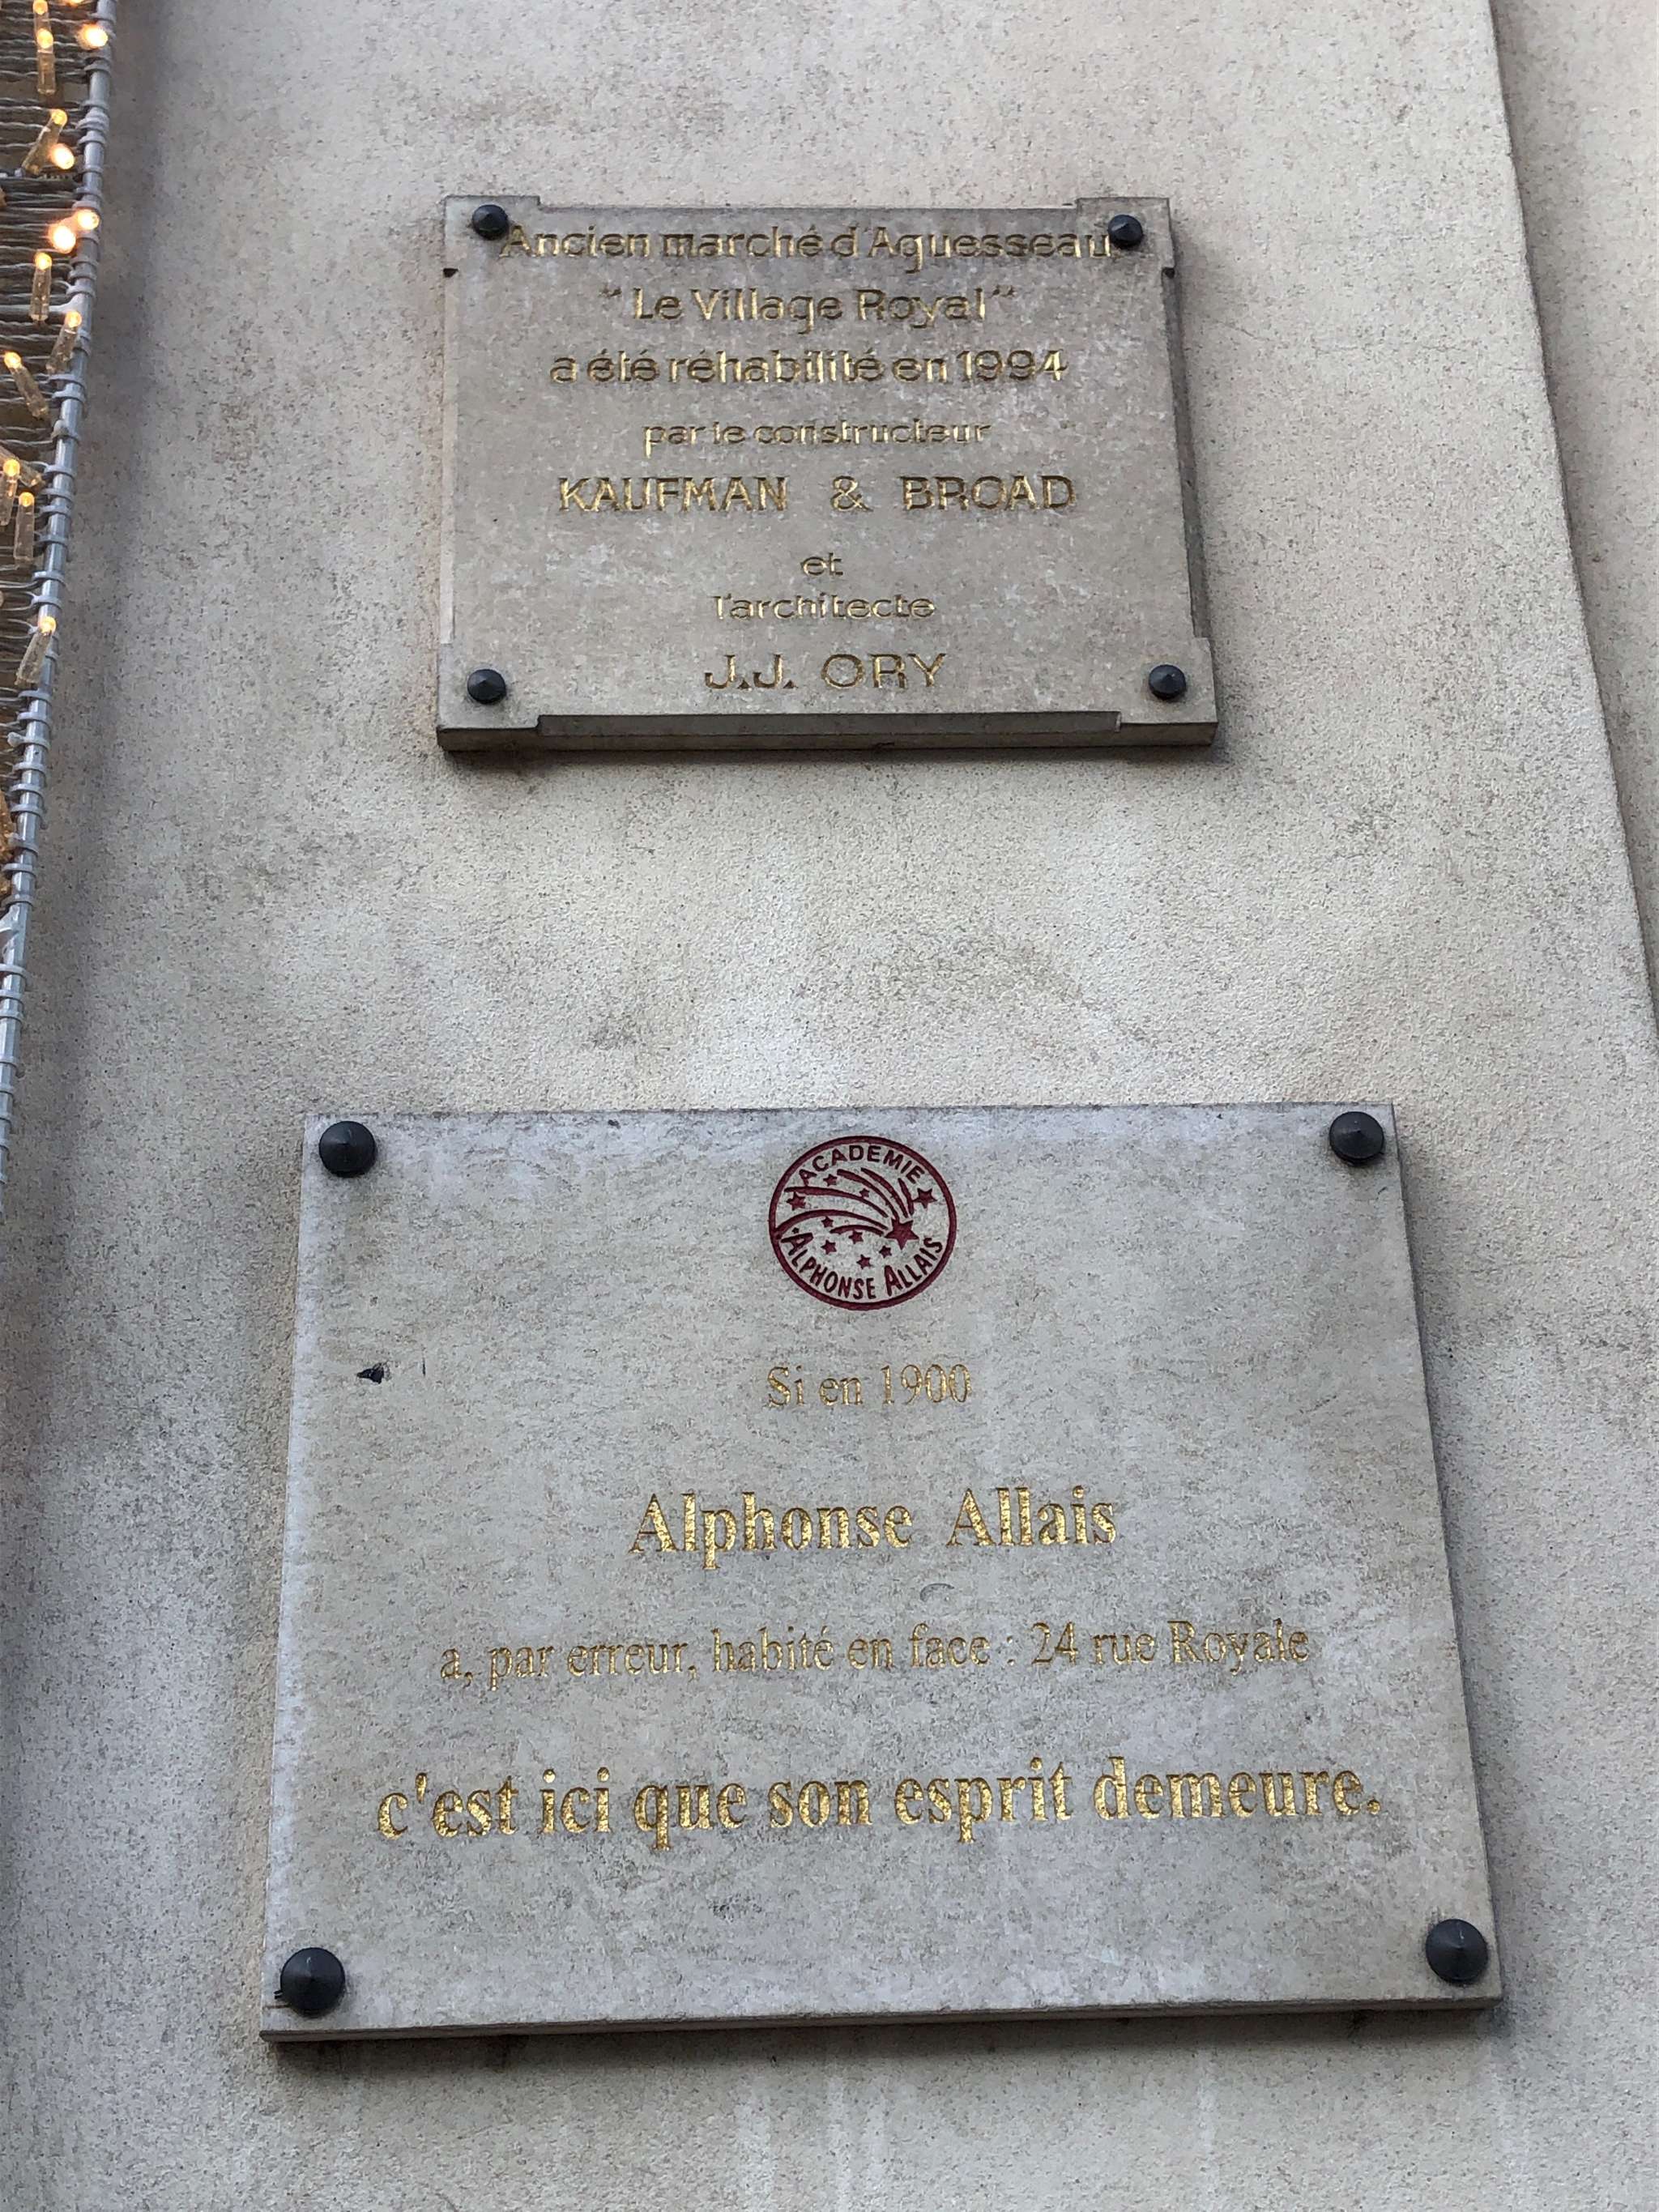 Ancien marché d'Aguesseau
"Le Village Royal"
a été réhabilité en 1994
par le constructeur
KAUFMAN & BROAD
et
l'architecte
J.J. ORY
ACADEMIE
ALPHONSE ALLAIS
Si en 1900
Alphonse Allais
a, par erreur, habité en face : 24 rue Royale
c'est ici que son esprit demeure.